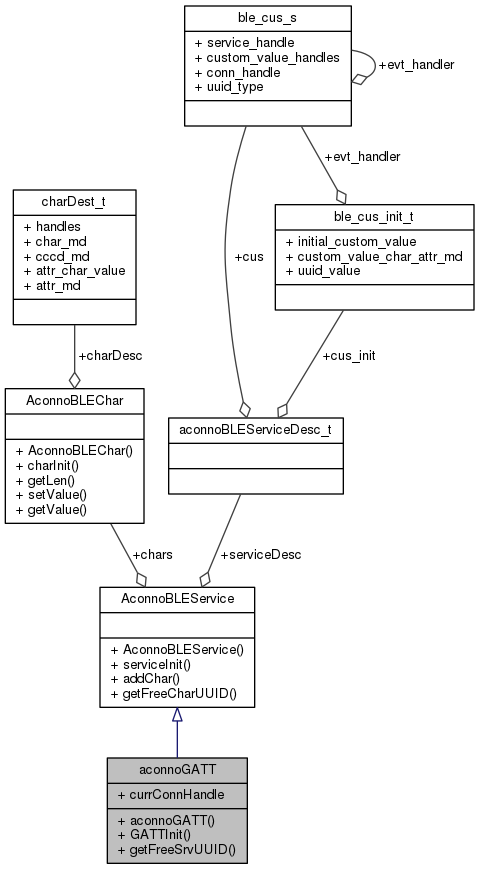 ble_cus_s
+ service_handle
+ custom_value_handles
+ conn_handle
+ uuid_type
+evt_handler
+evt_handler
charDest_t
+ handles
+ char_md
+ cccd_md
+ attr_char_value
+ attr_md
ble_cus_init_t
+ initial_custom_value
+ custom_value_char_attr_md
+ uuid_value
+cus
+charDesc
+cus_init
AconnoBLEChar
+ AconnoBLEChar()
+ charInit()
+ getLen()
+ setValue()
+ getValue()
aconnoBLEServiceDesc_t
+chars
+serviceDesc
AconnoBLEService
+ AconnoBLEService()
+ serviceInit()
+ addChar()
+ getFreeCharUUID()
aconnoGATT
+ currConnHandle
+ aconnoGATT()
+ GATTInit()
+ getFreeSrvUUID()